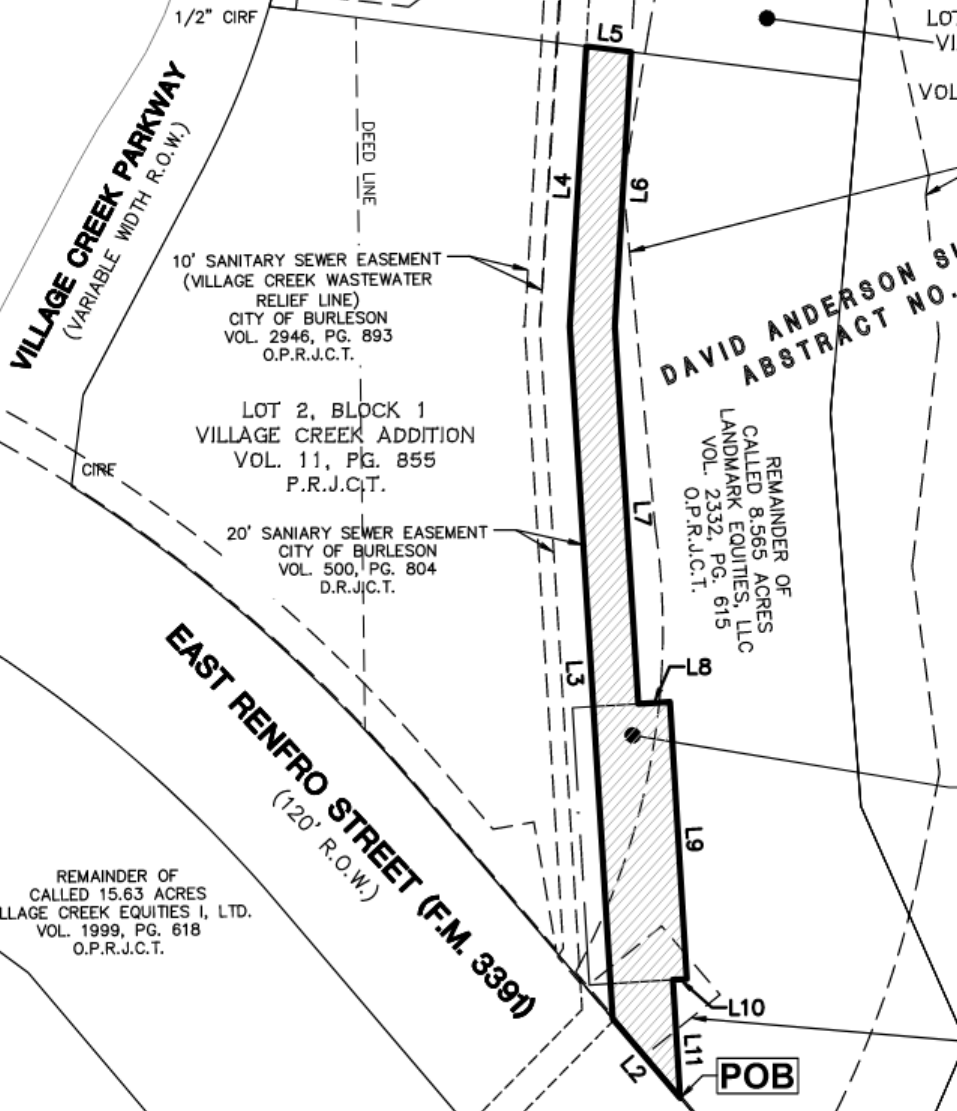 1/2" CIRF
L5
LOT
VOL
VILLAGE CREEK PARKWAY
(VARIABLE WIDTH R.O.W.)
DEED LINE
L4
L6
10' SANITARY SEWER EASEMENT
(VILLAGE CREEK WASTEWATER
RELIEF LINE)
CITY OF BURLESON
VOL. 2946, PG. 893
O.P.R.J.C.T.
DAVID ANDERSON
ABSTRACT NO.
LOT 2, BLOCK 1
VILLAGE CREEK ADDITION
VOL. 11, PG. 855
P.R.J.C.T.
CIRF
REMAINDER OF
CALLED 8.565 ACRES
LANDMARK EQUITIES, LLC
VOL. 2332, PG. 615
O.P.R.J.C.T.
L7
20' SANIARY SEWER EASEMENT
CITY OF BURLESON
VOL. 500, PG. 804
D.R.J.C.T.
L3
L8
EAST RENFRO STREET (F.M. 3391)
(120' R.O.W.)
L9
REMAINDER OF
CALLED 15.63 ACRES
LLAGE CREEK EQUITIES I, LTD.
VOL. 1999, PG. 618
O.P.R.J.C.T.
L10
L11
L2
POB